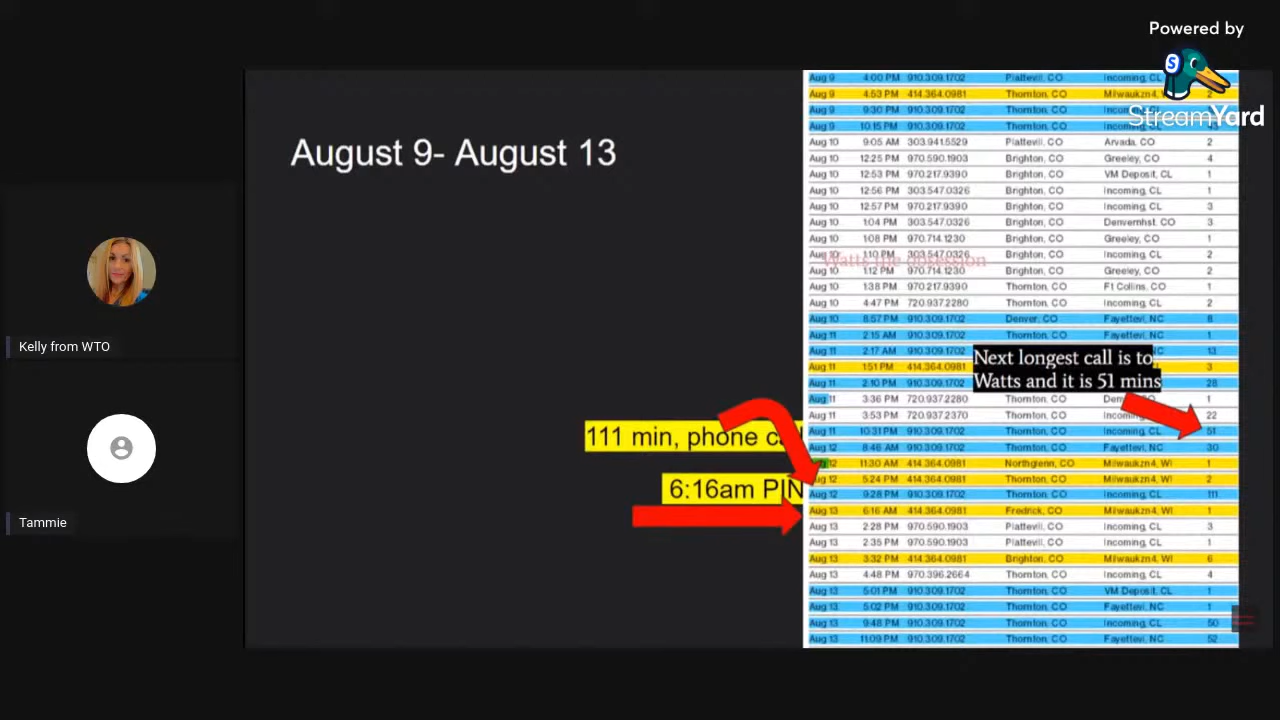 Powered by
StreamYard
August 9- August 13
Kelly from WTO
Tammie
111 min, phone c
6:16am PIN
Next longest call is to
Watts and it is 51 mins
Watts the obsession
Aug 9 4:00 PM 910.309.1702 Plattevill, CO Incoming, CL
Aug 9 4:53 PM 414.364.0981 Thornton, CO Milwaukzn4, 2
Aug 9 9:30 PM 910.309.1702 Thornton, CO
Aug 9 10:15 PM 910.309.1702 Thornton, CO Incoming, CL
Aug 10 9:05 AM 303.941.5529 Plattevill, CO Arvada, CO 2
Aug 10 12:25 PM 970.590.1903 Brighton, CO Greeley, CO 4
Aug 10 12:53 PM 970.217.9390 Brighton, CO VM Deposit, CL 1
Aug 10 12:56 PM 303.547.0326 Brighton, CO Incoming, CL 1
Aug 10 12:57 PM 970.217.9390 Brighton, CO Incoming, CL 3
Aug 10 1:04 PM 303.547.0326 Brighton, CO Denvernhst, CO 3
Aug 10 1:08 PM 970.714.1230 Brighton, CO Greeley, CO 1
Aug 10 1:10 PM 303.547.0326 Brighton, CO Incoming, CL 2
Aug 10 1:12 PM 970.714.1230 Brighton, CO Greeley, CO 2
Aug 10 1:38 PM 970.217.9390 Thornton, CO Ft Collins, CO 1
Aug 10 4:47 PM 720.937.2280 Thornton, CO Incoming, CL 2
Aug 10 8:57 PM 910.309.1702 Denver, CO Fayettevi, NC 8
Aug 11 2:15 AM 910.309.1702 Thornton, CO Fayettevi, NC 1
Aug 11 2:17 AM 910.309.1702 NC 13
Aug 11 1:51 PM 414.364.0981 3
Aug 11 2:10 PM 910.309.1702 28
Aug 11 3:36 PM 720.937.2280 Thornton, CO 1
Aug 11 3:53 PM 720.937.2370 Thornton, CO 22
Aug 11 10:31 PM 910.309.1702 Thornton, CO Incoming, CL 51
Aug 12 8:46 AM 910.309.1702 Thornton, CO Fayettevi, NC 30
12 11:30 AM 414.364.0981 Northglenn, CO Milwaukzn4, WI 1
Aug 12 5:24 PM 414.364.0981 Thornton, CO Milwaukzn4, WI 2
Aug 12 9:28 PM 910.309.1702 Thornton, CO Incoming, CL 111
Aug 13 6:16 AM 414.364.0981 Fredrick, CO Milwaukzn4, WI 1
Aug 13 2:28 PM 970.590.1903 Plattevill, CO Incoming, CL 3
Aug 13 2:35 PM 970.590.1903 Plattevill, CO Incoming, CL 1
Aug 13 3:32 PM 414.364.0981 Brighton, CO Milwaukzn4, WI 6
Aug 13 4:48 PM 970.396.2664 Thornton, CO Incoming, CL 4
Aug 13 5:01 PM 910.309.1702 Thornton, CO VM Deposit, CL 1
Aug 13 5:02 PM 910.309.1702 Thornton, CO Fayettevi, NC 1
Aug 13 9:48 PM 910.309.1702 Thornton, CO Incoming, CL 50
Aug 13 11:09 PM 910.309.1702 Thornton, CO Fayettevi, NC 52